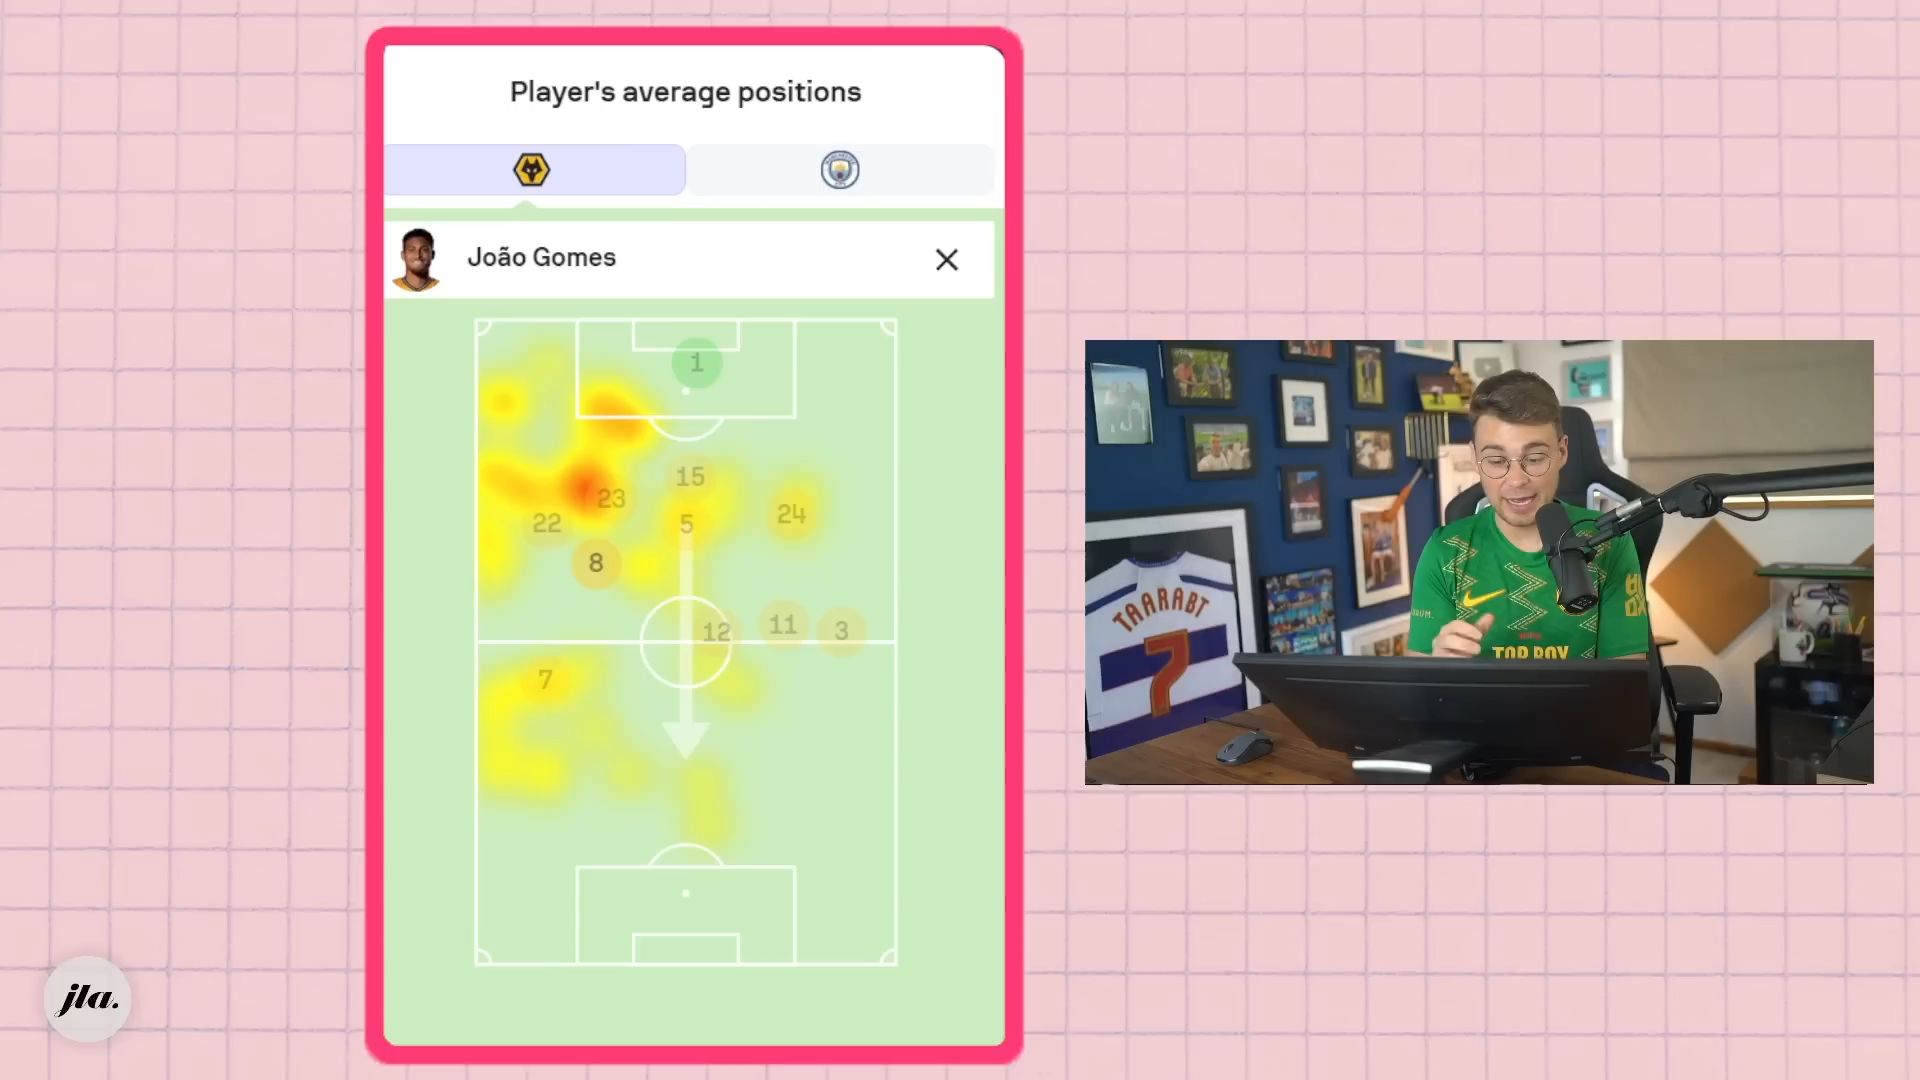 Player's average positions
João Gomes
1
15
23
24
22
5
8
12
11
3
7
jla.
TAARABT
7
TOP BOY